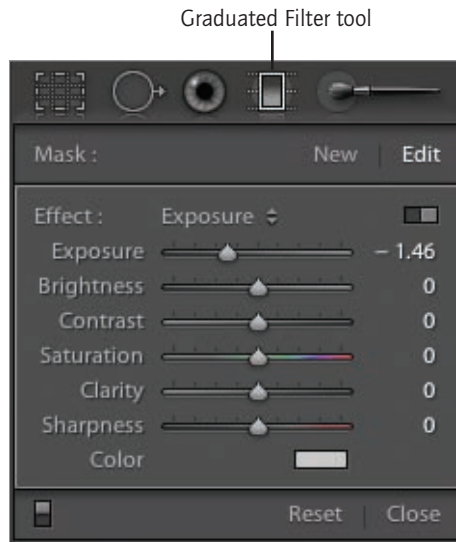 Graduated Filter tool
Mask : New | Edit
Effect : Exposure
Exposure – 1.46
Brightness 0
Contrast 0
Saturation 0
Clarity 0
Sharpness 0
Color
Reset | Close